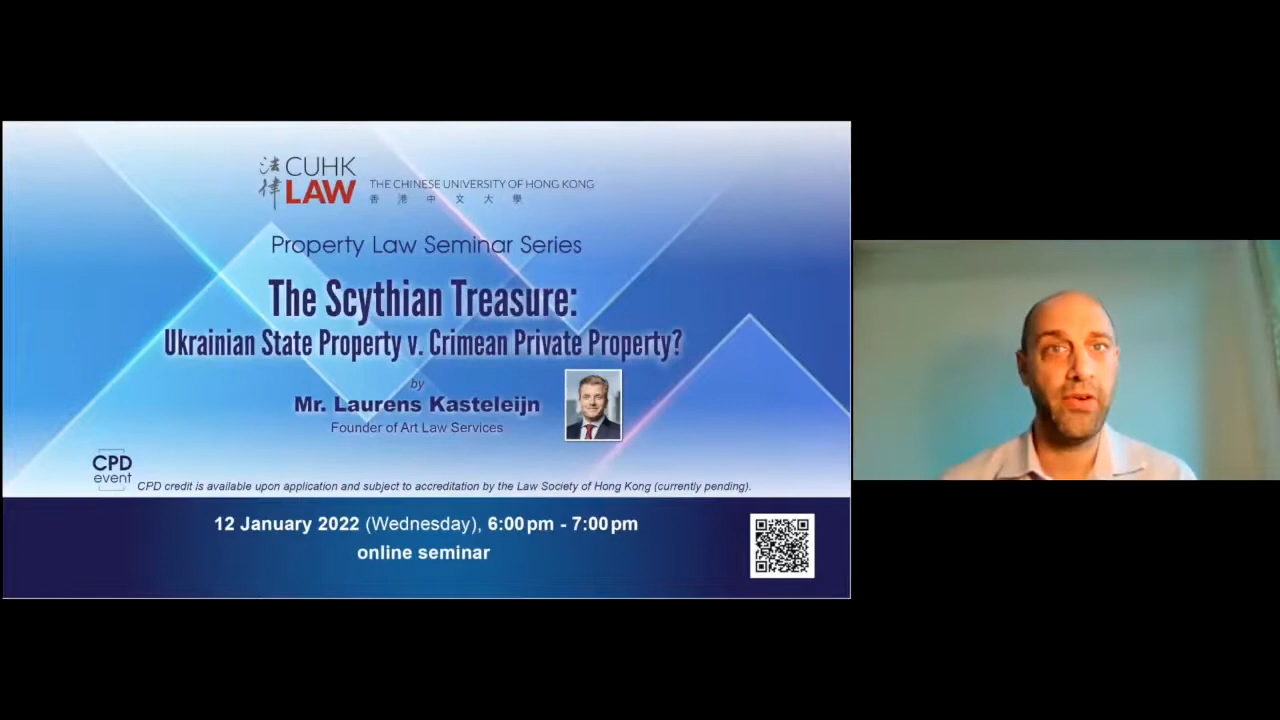 法律 CUHK LAW
THE CHINESE UNIVERSITY OF HONG KONG
香港中文大學
Property Law Seminar Series
The Scythian Treasure:
Ukrainian State Property v. Crimean Private Property?
by
Mr. Laurens Kasteleijn
Founder of Art Law Services
CPD
event
CPD credit is available upon application and subject to accreditation by the Law Society of Hong Kong (currently pending).
12 January 2022 (Wednesday), 6:00pm - 7:00pm
online seminar